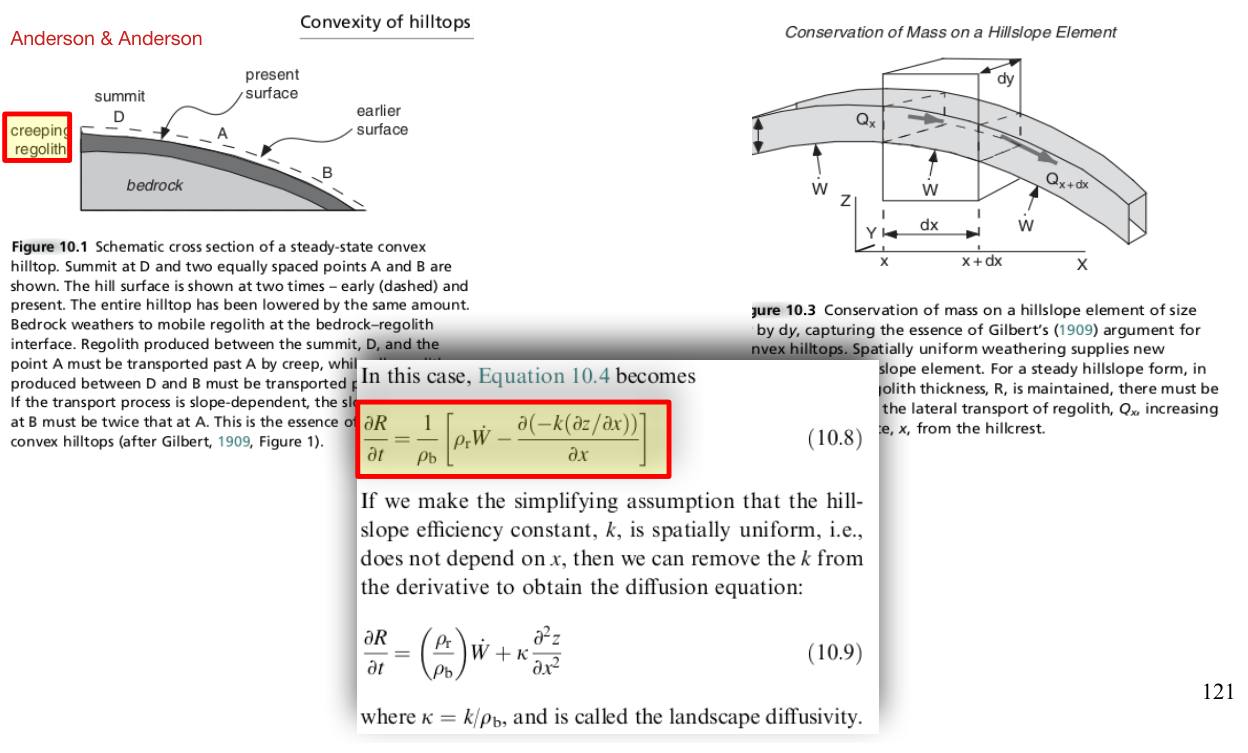 Convexity of hilltops
Anderson & Anderson
present
surface
summit
D
earlier
surface
creeping
regolith
A
B
bedrock
Figure 10.1 Schematic cross section of a steady-state convex
hilltop. Summit at D and two equally spaced points A and B are
shown. The hill surface is shown at two times – early (dashed) and
present. The entire hilltop has been lowered by the same amount.
Bedrock weathers to mobile regolith at the bedrock–regolith
interface. Regolith produced between the summit, D, and the
point A must be transported past A by creep,
produced between D and B must be transported
If the transport process is slope-dependent, the
at B must be twice that at A. This is the essence
convex hilltops (after Gilbert, 1909, Figure 1).
Conservation of Mass on a Hillslope Element
dy
Qx
Qx+dx
Ẇ
Ẇ
Ẇ
Z
Y
dx
x
x+dx
X
10.3 Conservation of mass on a hillslope element of size
by dy, capturing the essence of Gilbert's (1909) argument for
hilltops. Spatially uniform weathering supplies new
slope element. For a steady hillslope form, in
thickness, R, is maintained, there must be
the lateral transport of regolith, Qx, increasing
x, from the hillcrest.
In this case, Equation 10.4 becomes
∂R/∂t = 1/ρb [ρrẆ − ∂(−k(∂z/∂x))/∂x] (10.8)
If we make the simplifying assumption that the hill-
slope efficiency constant, k, is spatially uniform, i.e.,
does not depend on x, then we can remove the k from
the derivative to obtain the diffusion equation:
∂R/∂t = (ρr/ρb)Ẇ + κ ∂²z/∂x² (10.9)
where κ = k/ρb, and is called the landscape diffusivity.
121